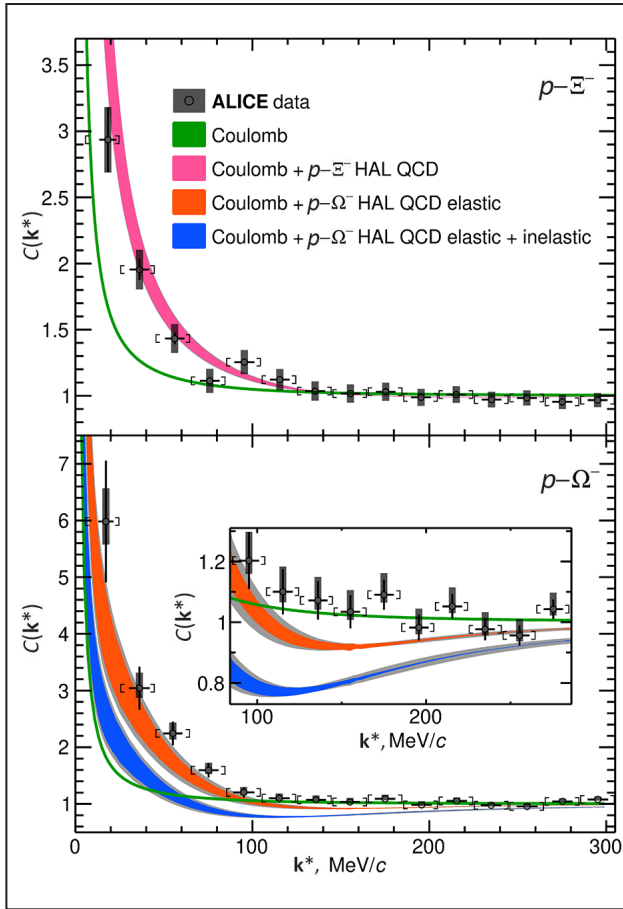 3.5
3
2.5
2
1.5
1
C(k*)
p–Ξ⁻
ALICE data
Coulomb
Coulomb + p–Ξ⁻ HAL QCD
Coulomb + p–Ω⁻ HAL QCD elastic
Coulomb + p–Ω⁻ HAL QCD elastic + inelastic
7
6
5
4
3
2
1
C(k*)
p–Ω⁻
1.2
1
0.8
C(k*)
100 200
k*, MeV/c
0 100 200 300
k*, MeV/c